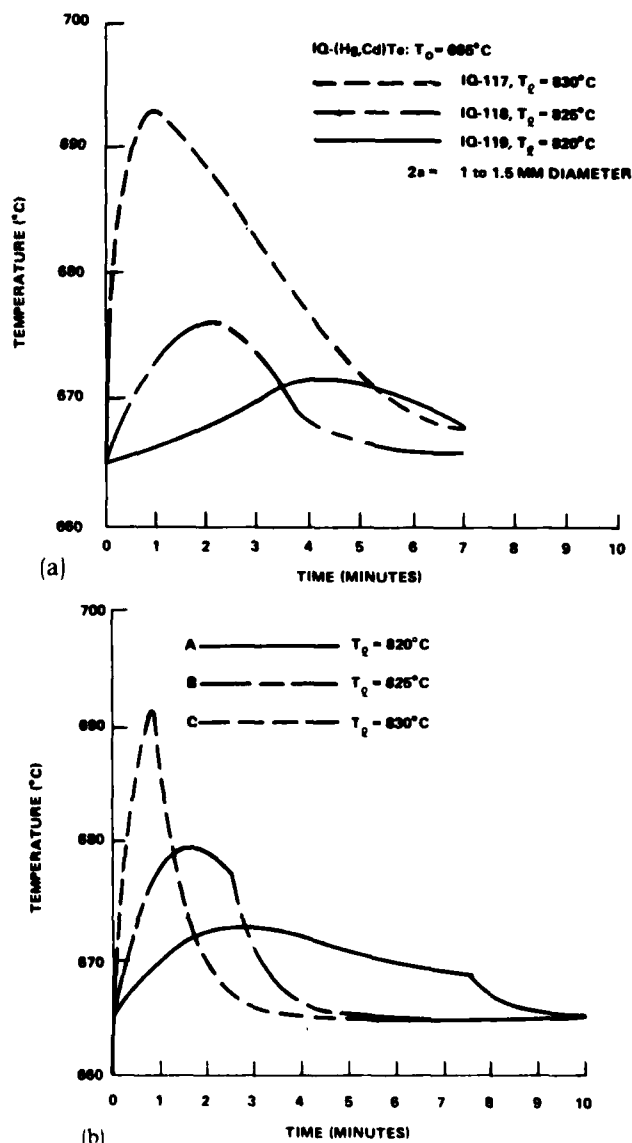 (a)
TEMPERATURE (°C)
700
690
680
670
660
IQ-(Hg,Cd)Te: T₀ = 665°C
IQ-117, Tℓ = 830°C
IQ-118, Tℓ = 825°C
IQ-119, Tℓ = 820°C
2a = 1 to 1.5 MM DIAMETER
0 1 2 3 4 5 6 7 8 9 10
TIME (MINUTES)
(b)
TEMPERATURE (°C)
700
690
680
670
660
A Tℓ = 820°C
B Tℓ = 825°C
C Tℓ = 830°C
0 1 2 3 4 5 6 7 8 9 10
TIME (MINUTES)